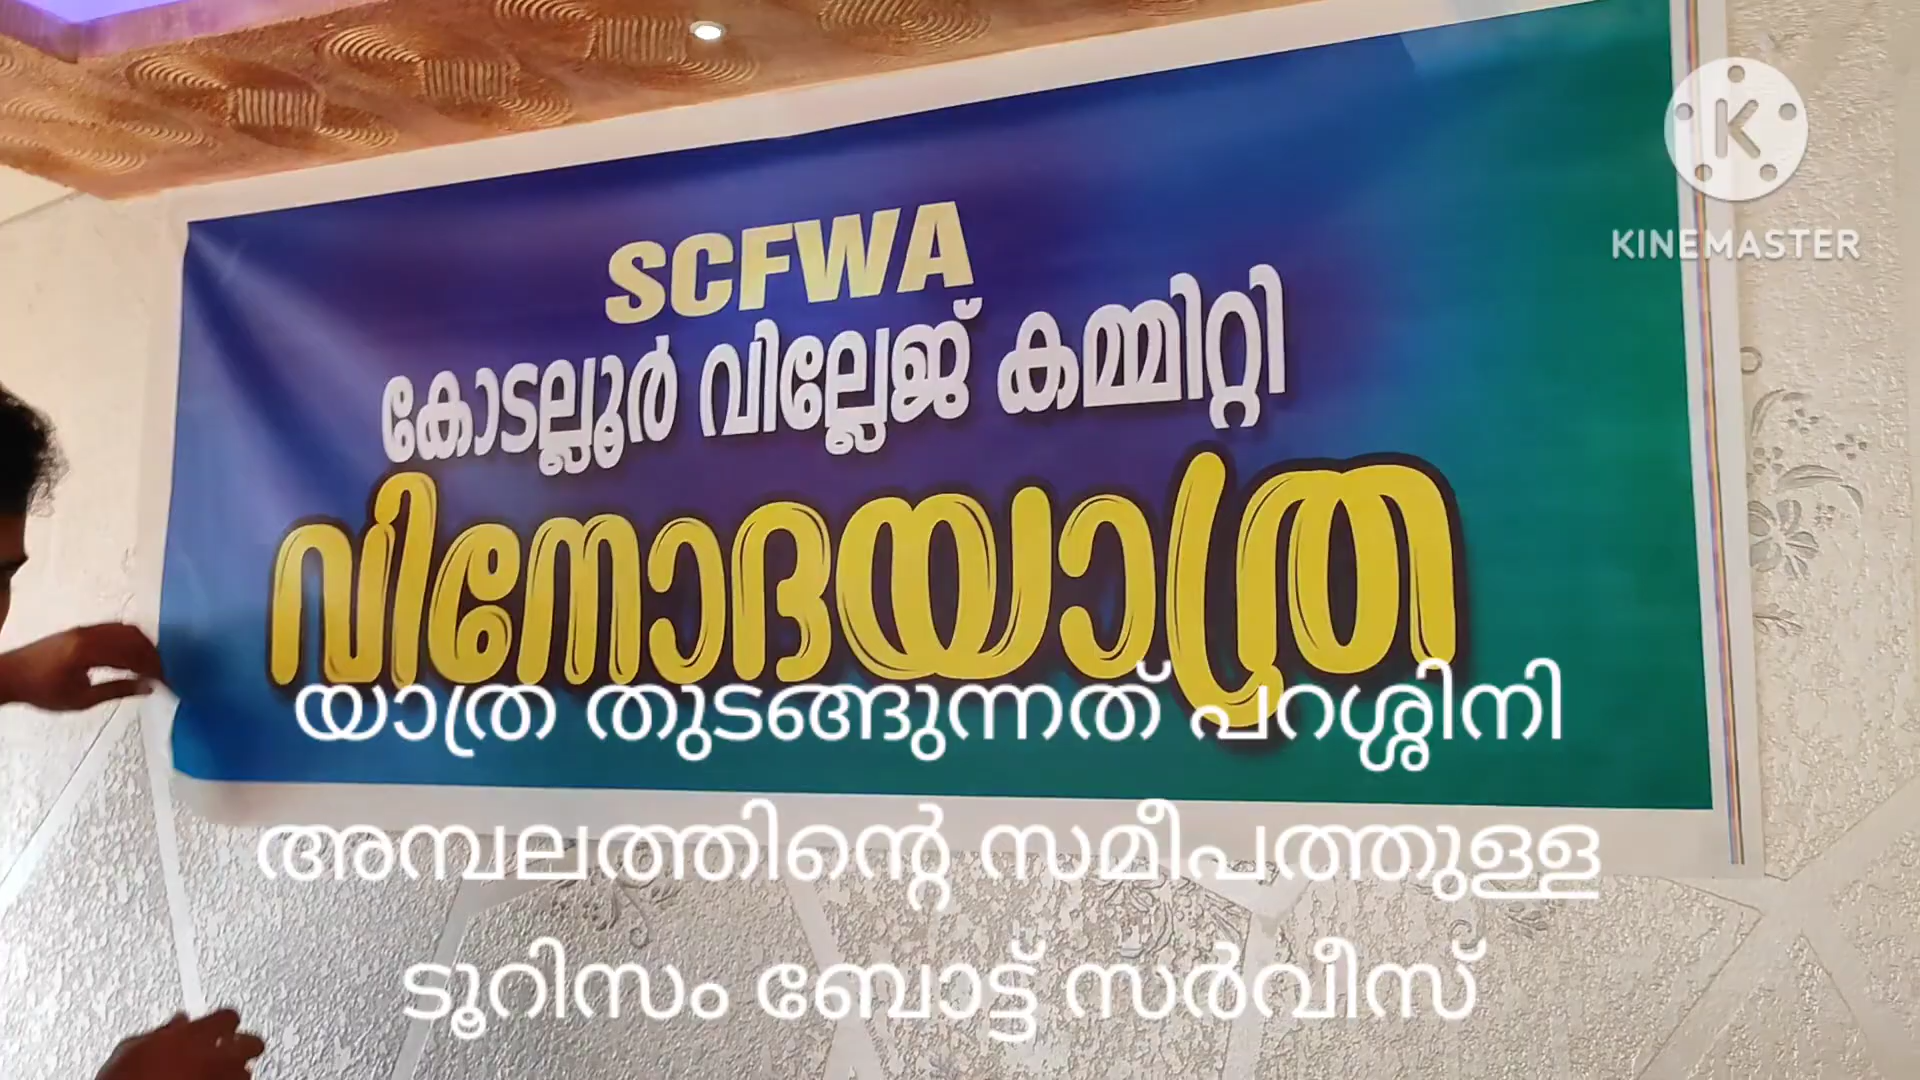 KINEMASTER
SCFWA
കോടല്ലൂർ വില്ലേജ് കമ്മിറ്റി
വിനോദയാത്ര
യാത്ര തുടങ്ങുന്നത് പറശ്ശിനി
അമ്പലത്തിന്റെ സമീപത്തുള്ള
ടൂറിസം ബോട്ട് സർവീസ്